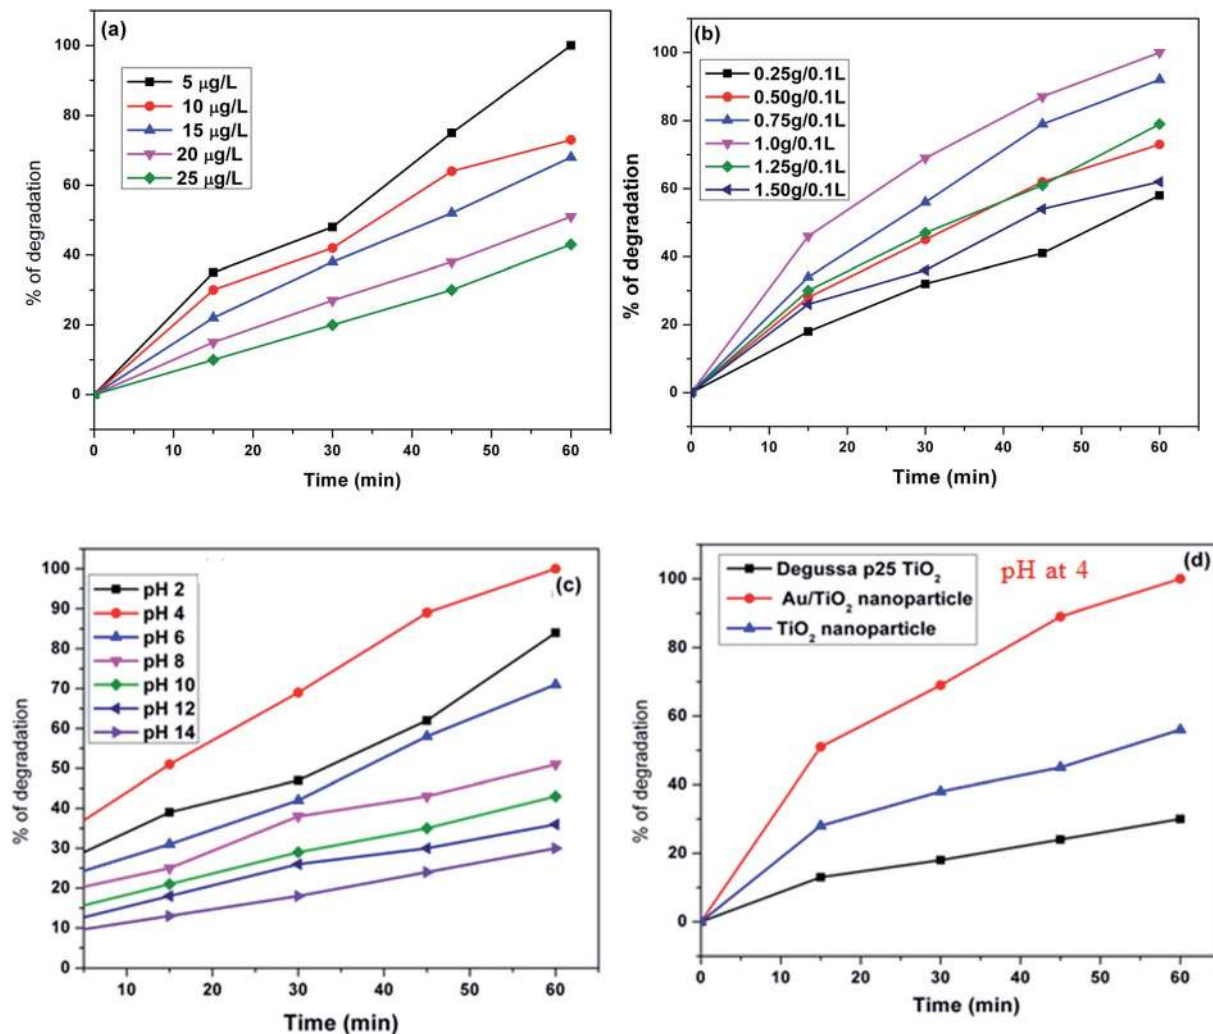 (a)
5 μg/L
10 μg/L
15 μg/L
20 μg/L
25 μg/L
100
80
60
40
20
0
% of degradation
0 10 20 30 40 50 60
Time (min)
(b)
0.25g/0.1L
0.50g/0.1L
0.75g/0.1L
1.0g/0.1L
1.25g/0.1L
1.50g/0.1L
100
80
60
40
20
0
% of degradation
0 10 20 30 40 50 60
Time (min)
(c)
pH 2
pH 4
pH 6
pH 8
pH 10
pH 12
pH 14
100
90
80
70
60
50
40
30
20
10
0
% of degradation
10 20 30 40 50 60
Time (min)
(d)
pH at 4
Degussa p25 TiO₂
Au/TiO₂ nanoparticle
TiO₂ nanoparticle
100
80
60
40
20
0
% of degradation
0 10 20 30 40 50 60
Time (min)